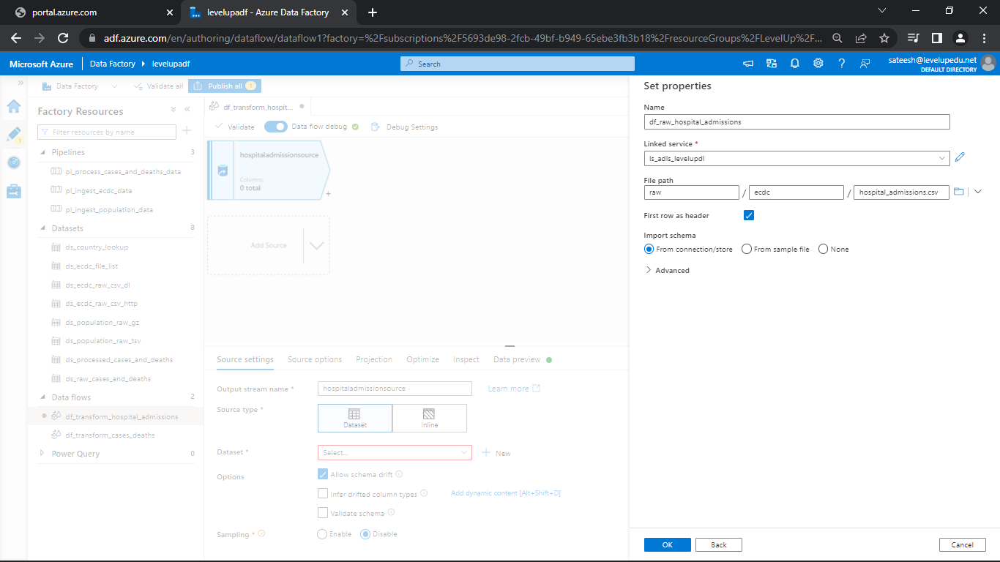 portal.azure.com
levelupadf - Azure Data Factory
adf.azure.com/en/authoring/dataflow/dataflow1?factory=%2Fsubscriptions%2F5693de98-2fcb-49bf-b949-65ebe3fb3b18%2FresourceGroups%2FLevelUp%2F...
Microsoft Azure
Data Factory
levelupadf
Search
sateesh@levelupedu.net
DEFAULT DIRECTORY
Data Factory
Validate all
Publish all
1
1
Factory Resources
Filter resources by name
Pipelines
3
pl_process_cases_and_deaths_data
pl_ingest_ecdc_data
pl_ingest_population_data
Datasets
8
ds_country_lookup
ds_ecdc_file_list
ds_ecdc_raw_csv_dl
ds_ecdc_raw_csv_http
ds_population_raw_gz
ds_population_raw_tsv
ds_processed_cases_and_deaths
ds_raw_cases_and_deaths
Data flows
2
df_transform_hospital_admissions
df_transform_cases_deaths
Power Query
0
df_transform_hospit...
Validate
Data flow debug
Debug Settings
hospitaladmissionsource
Columns:
0 total
+
Add Source
Source settings
Source options
Projection
Optimize
Inspect
Data preview
Output stream name *
hospitaladmissionsource
Learn more
Source type *
Dataset
Inline
Dataset *
Select...
New
Options
Allow schema drift
Infer drifted column types
Add dynamic content [Alt+Shift+D]
Validate schema
Sampling *
Enable
Disable
Set properties
Name
df_raw_hospital_admissions
Linked service *
ls_adls_levelupdl
File path
raw / ecdc / hospital_admissions.csv
First row as header
Import schema
From connection/store
From sample file
None
Advanced
OK
Back
Cancel